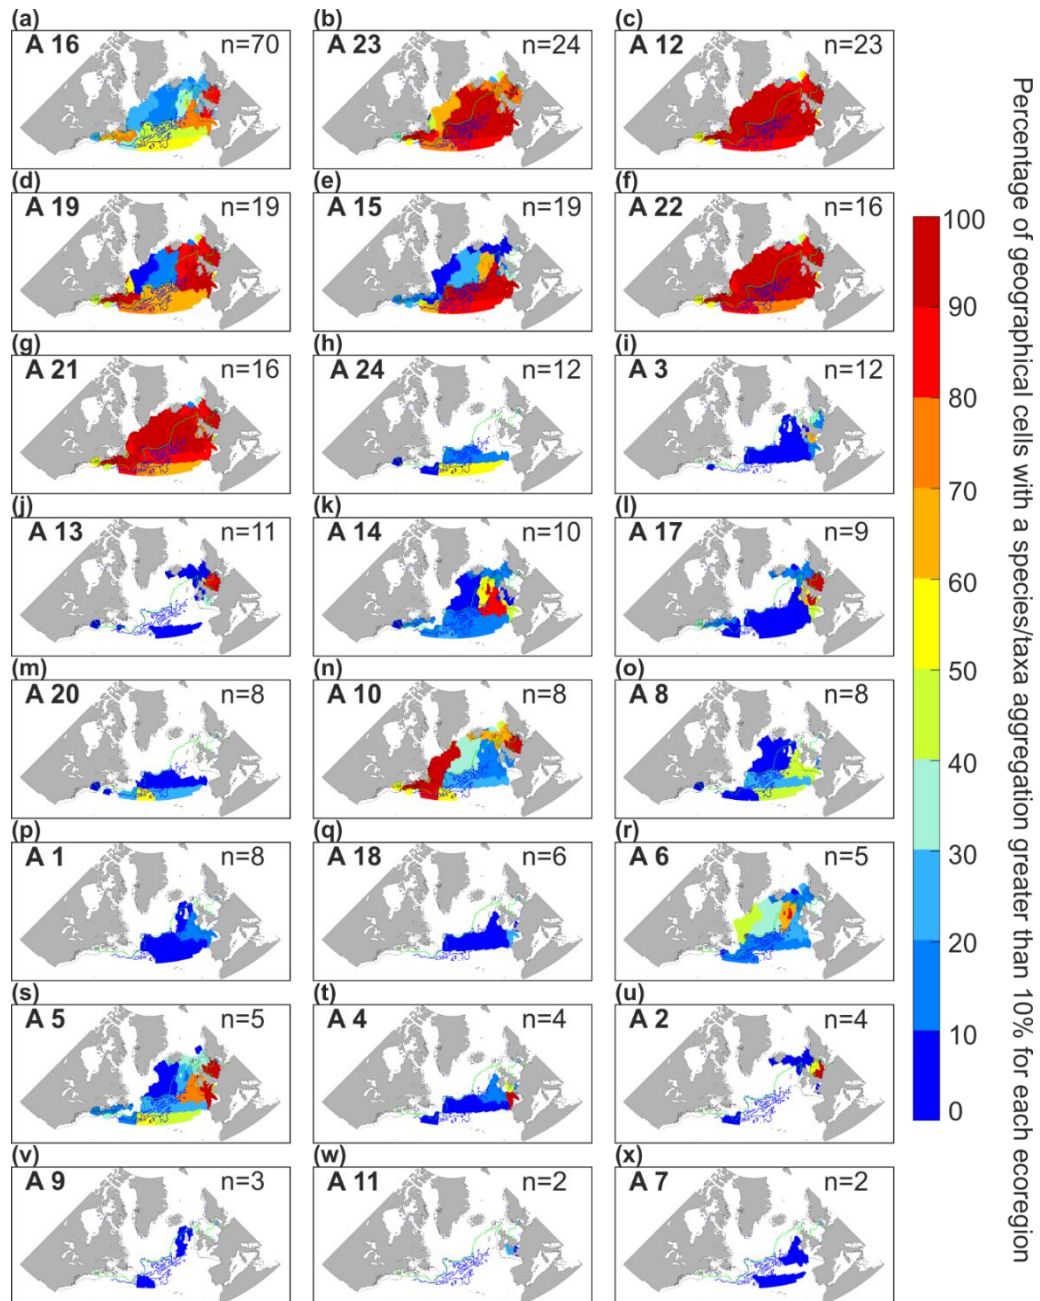 (a) (b) (c)
A 16 n=70 A 23 n=24 A 12 n=23
(d) (e) (f)
A 19 n=19 A 15 n=19 A 22 n=16
(g) (h) (i)
A 21 n=16 A 24 n=12 A 3 n=12
(j) (k) (l)
A 13 n=11 A 14 n=10 A 17 n=9
(m) (n) (o)
A 20 n=8 A 10 n=8 A 8 n=8
(p) (q) (r)
A 1 n=8 A 18 n=6 A 6 n=5
(s) (t) (u)
A 5 n=5 A 4 n=4 A 2 n=4
(v) (w) (x)
A 9 n=3 A 11 n=2 A 7 n=2
100
90
80
70
60
50
40
30
20
10
0
Percentage of geographical cells with a species/taxa aggregation greater than 10% for each ecoregion